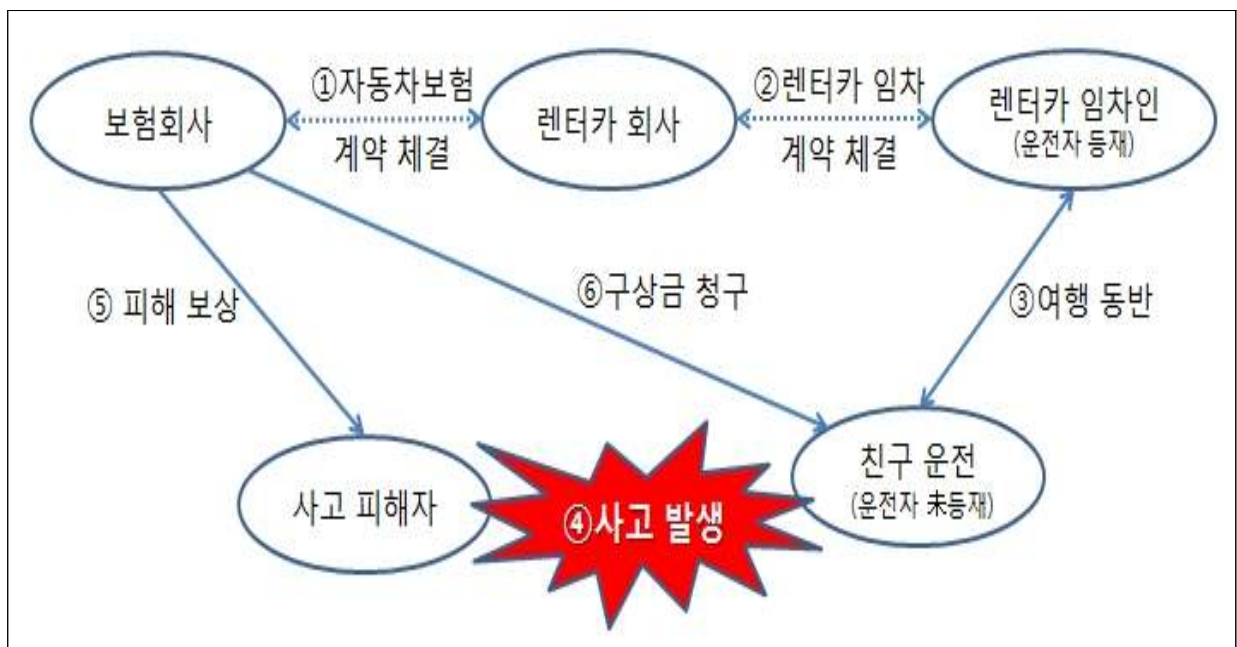 보험회사
①자동차보험
계약 체결
렌터카 회사
②렌터카 임차
계약 체결
렌터카 임차인
(운전자 등재)
⑤ 피해 보상
⑥구상금 청구
③여행 동반
사고 피해자
④사고 발생
친구 운전
(운전자 未등재)